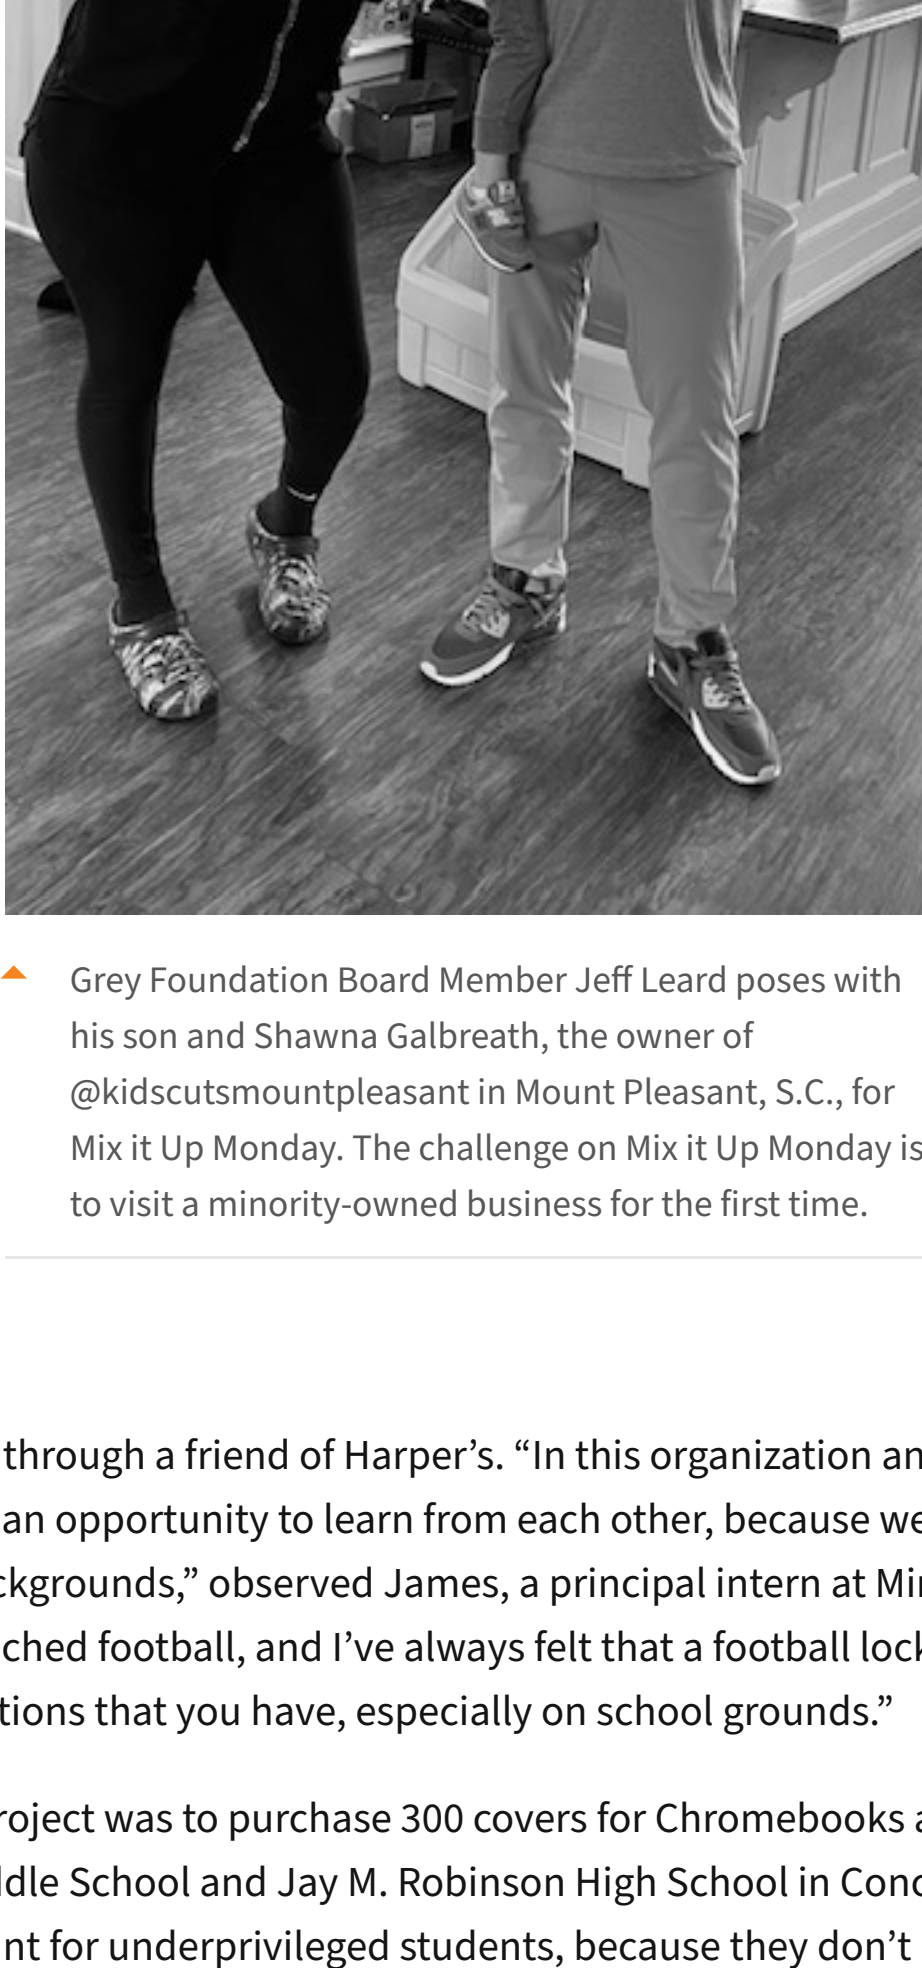 Grey Foundation Board Member Jeff Leard poses with
his son and Shawna Galbreath, the owner of
@kidscutsmountpleasant in Mount Pleasant, S.C., for
Mix it Up Monday. The challenge on Mix it Up Monday is
to visit a minority-owned business for the first time.
through a friend of Harper’s. “In this organization an
an opportunity to learn from each other, because we
ckgrounds,” observed James, a principal intern at Mi
ched football, and I’ve always felt that a football lock
tions that you have, especially on school grounds.”
roject was to purchase 300 covers for Chromebooks a
ddle School and Jay M. Robinson High School in Conc
nt for underprivileged students, because they don’t